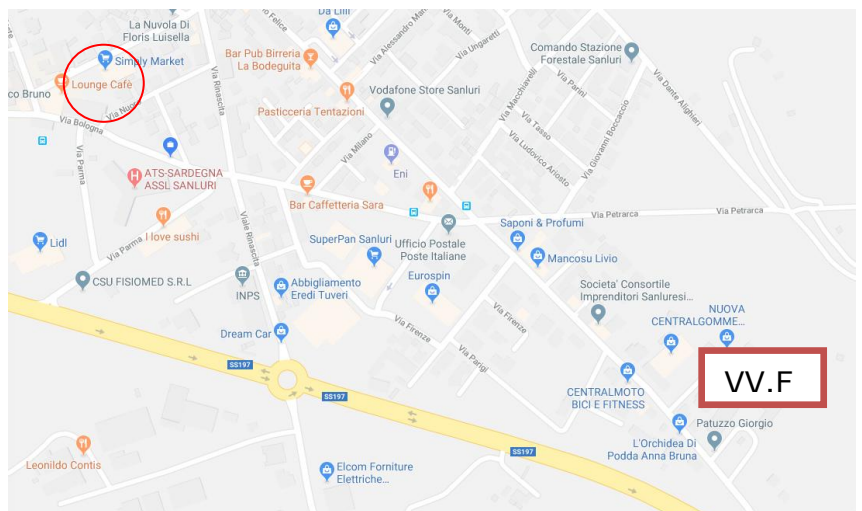 La Nuvola Di
Floris Luisella
Simply Market
Lounge Cafè
co Bruno
Via Nuoro
Via Bologna
Via Rinascita
o Felice
Da Lilli
Via Alessandro Man
Via Monti
Via Ungaretti
Bar Pub Birreria
La Bodeguita
Comando Stazione
Forestale Sanluri
Vodafone Store Sanluri
Pasticceria Tentazioni
Via Macchiavelli
Via Parini
Via Tasso
Via Dante Alighieri
Via Giovanni Boccaccio
Via Ludovico Ariosto
Via Milano
Eni
Via Parma
H
ATS-SARDEGNA
ASSL SANLURI
Bar Caffetteria Sara
Via Petrarca
Via Petrarca
Saponi & Profumi
I love sushi
Via Parma
Lidl
Viale Rinascita
SuperPan Sanluri
Ufficio Postale
Poste Italiane
Mancosu Livio
CSU FISIOMED S.R.L
INPS
Abbigliamento
Eredi Tuveri
Eurospin
Societa' Consortile
Imprenditori Sanluresi...
NUOVA
CENTRALGOMME...
Via Firenze
Via Firenze
Dream Car
Via Parigi
SS197
SS197
SS197
VV.F
CENTRALMOTO
BICI E FITNESS
Patuzzo Giorgio
L'Orchidea Di
Podda Anna Bruna
Leonildo Contis
Elcom Forniture
Elettriche...